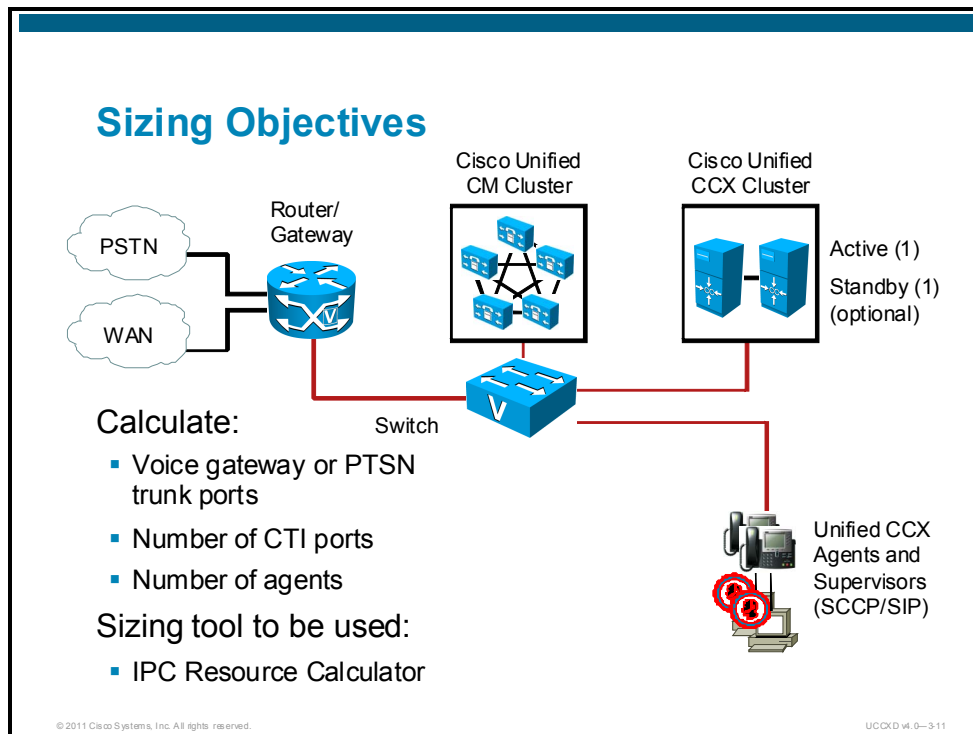 Sizing Objectives
Cisco Unified
CM Cluster
Cisco Unified
CCX Cluster
Router/
Gateway
PSTN
WAN
V
Active (1)
Standby (1)
(optional)
Switch
V
Calculate:
▪ Voice gateway or PTSN
trunk ports
▪ Number of CTI ports
▪ Number of agents
Sizing tool to be used:
▪ IPC Resource Calculator
Unified CCX
Agents and
Supervisors
(SCCP/SIP)
© 2011 Cisco Systems, Inc. All rights reserved.
UCCXD v4.0—3-11